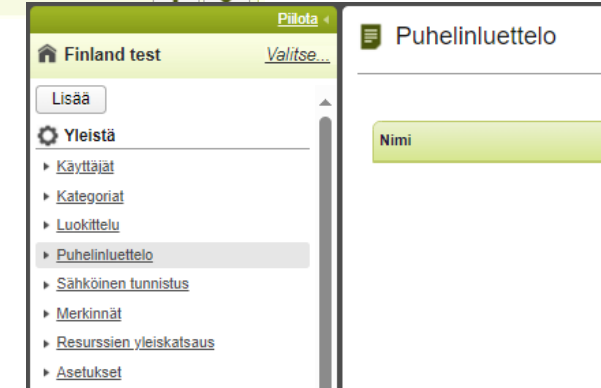 Piilota
Finland test Valitse...
Lisää
Yleistä
Käyttäjät
Kategoriat
Luokittelu
Puhelinluettelo
Sähköinen tunnistus
Merkinnät
Resurssien yleiskatsaus
Asetukset
Puhelinluettelo
Nimi